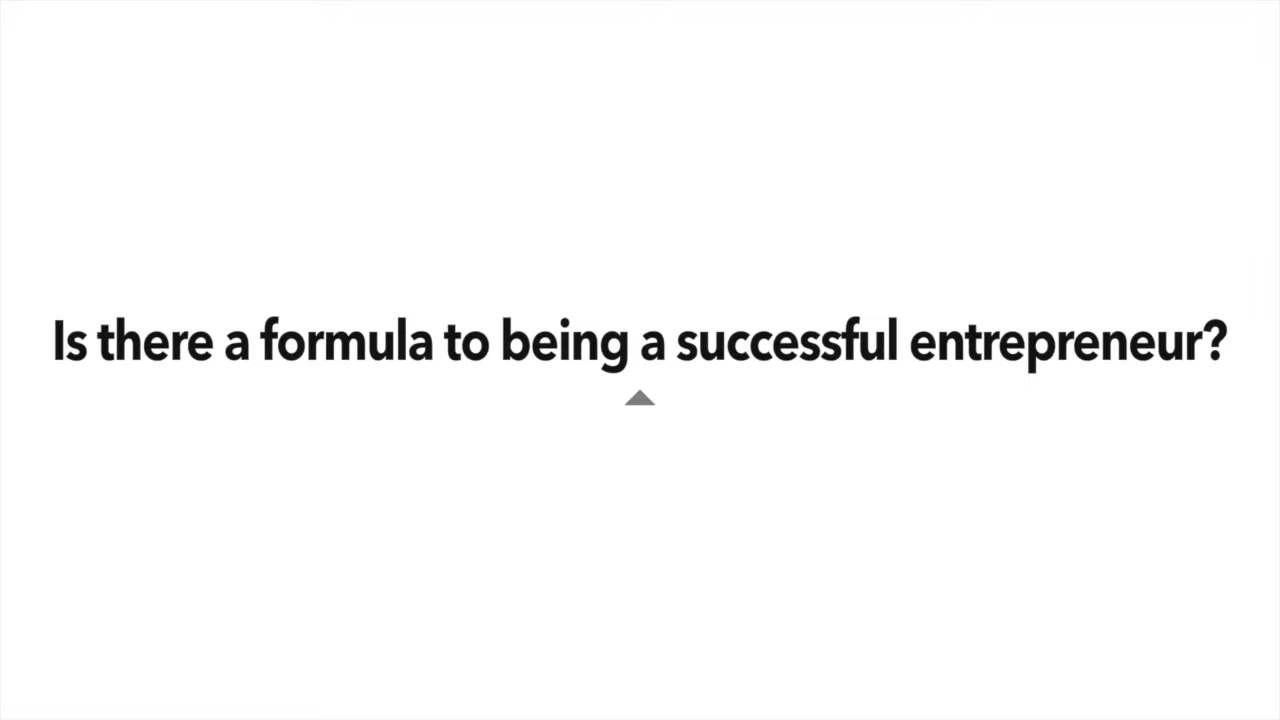 Is there a formula to being a successful entrepreneur?